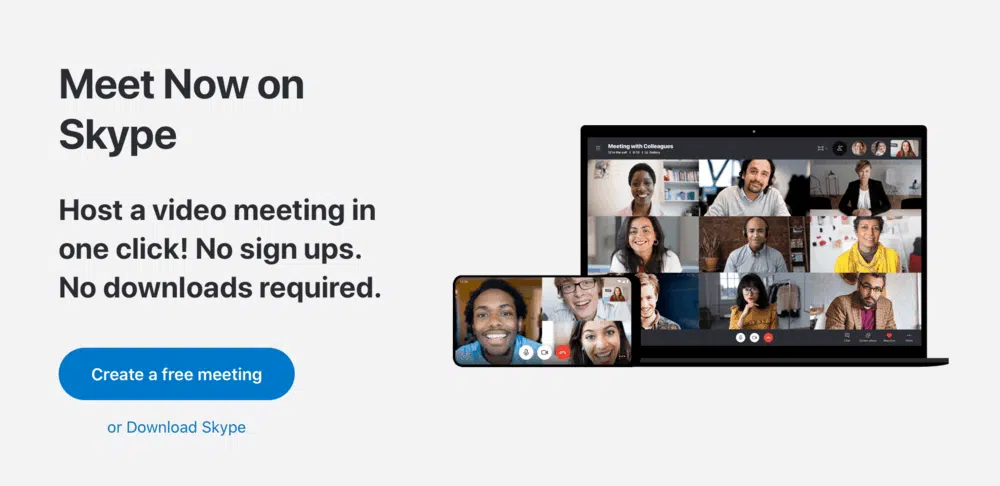 Meet Now on
Skype
Host a video meeting in
one click! No sign ups.
No downloads required.
Create a free meeting
or Download Skype
Meeting with Colleagues